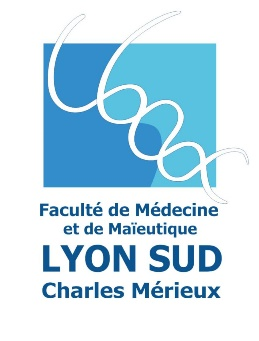 Faculté de Médecine
et de Maïeutique
LYON SUD
Charles Mérieux